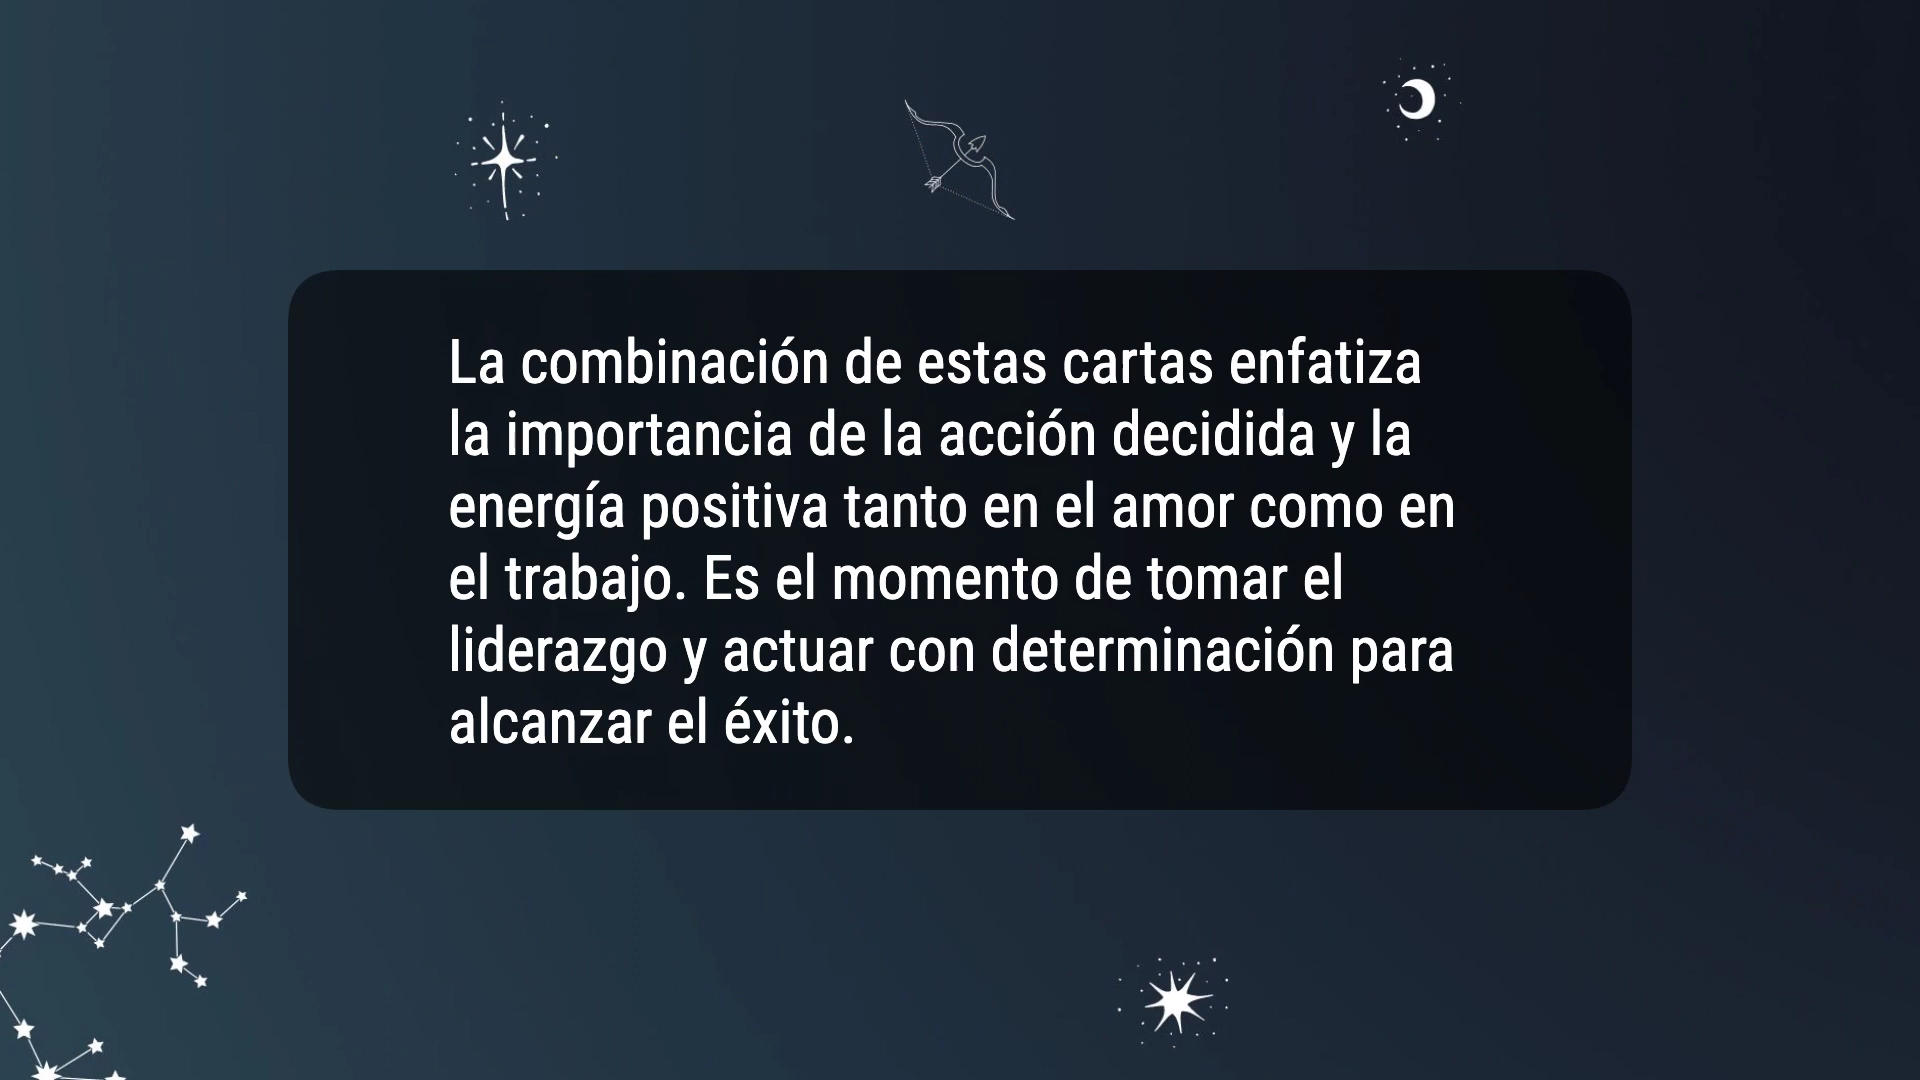 La combinación de estas cartas enfatiza
la importancia de la acción decidida y la
energía positiva tanto en el amor como en
el trabajo. Es el momento de tomar el
liderazgo y actuar con determinación para
alcanzar el éxito.